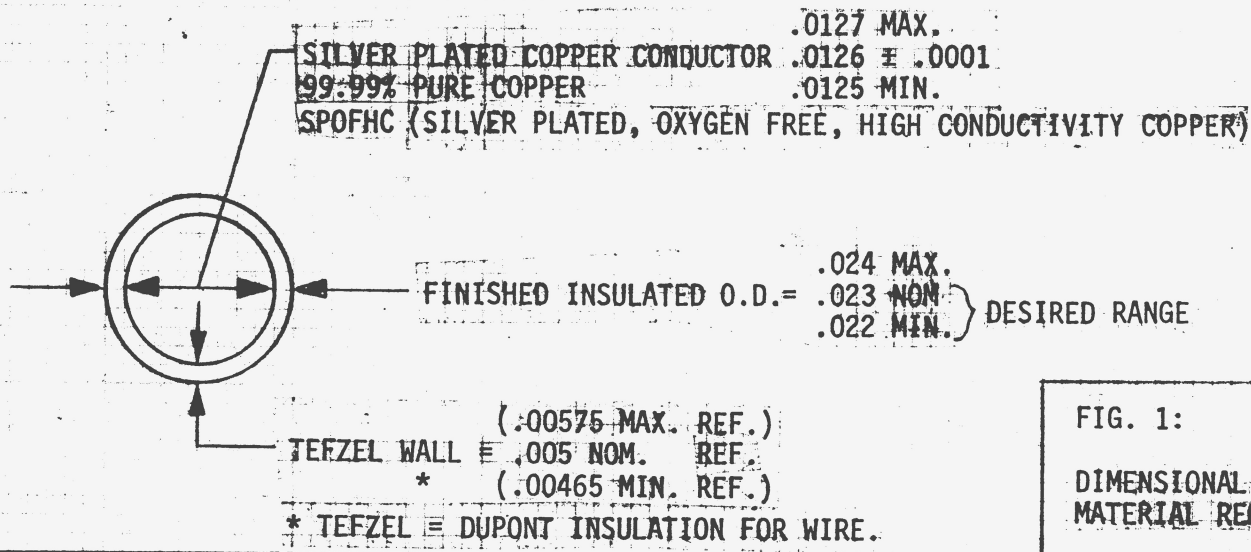 .0127 MAX.
SILVER PLATED COPPER CONDUCTOR .0126 ± .0001
99.99% PURE COPPER .0125 MIN.
SPOFHC (SILVER PLATED, OXYGEN FREE, HIGH CONDUCTIVITY COPPER)
.024 MAX.
FINISHED INSULATED O.D.= .023 NOM
.022 MIN.
DESIRED RANGE
(.00575 MAX. REF.)
TEFZEL WALL = .005 NOM. REF.
* (.00465 MIN. REF.)
* TEFZEL = DUPONT INSULATION FOR WIRE.
FIG. 1:
DIMENSIONAL
MATERIAL